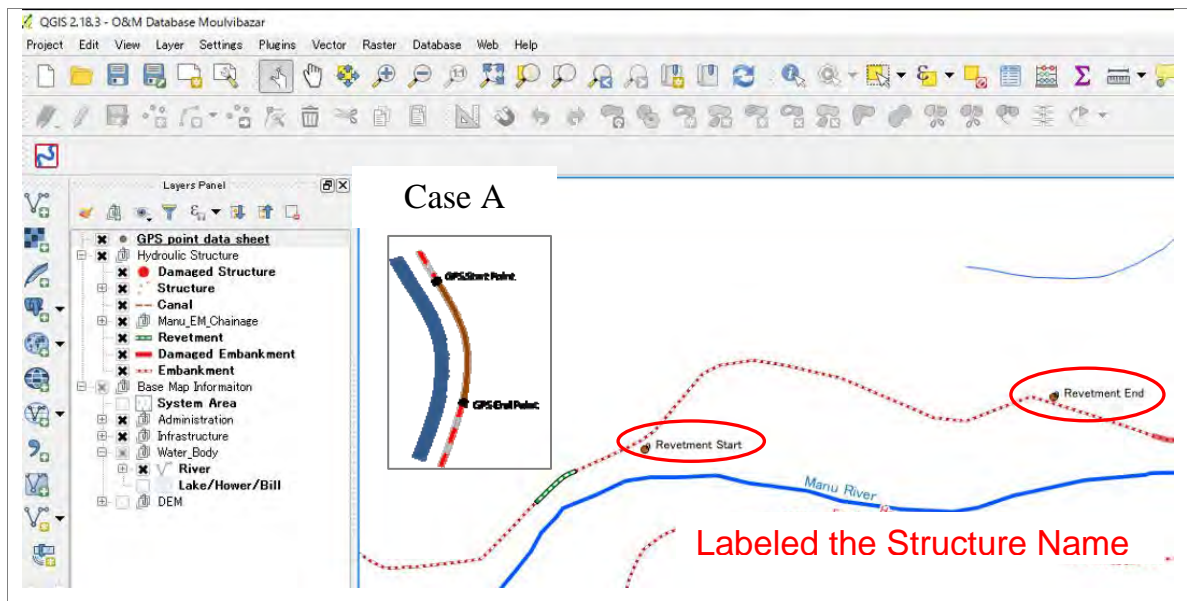 QGIS 2.18.3 - O&M Database Moulvibazar
Project Edit View Layer Settings Plugins Vector Raster Database Web Help
Layers Panel
GPS point data sheet
Hydroulic Structure
Damaged Structure
Structure
Canal
Manu_EM_Chainage
Revetment
Damaged Embankment
Embankment
Base Map Informaiton
System Area
Administration
Infrastructure
Water_Body
River
Lake/Hower/Bill
DEM
Case A
GPS Start Point
GPS End Point
Revetment Start
Revetment End
Manu River
Labeled the Structure Name